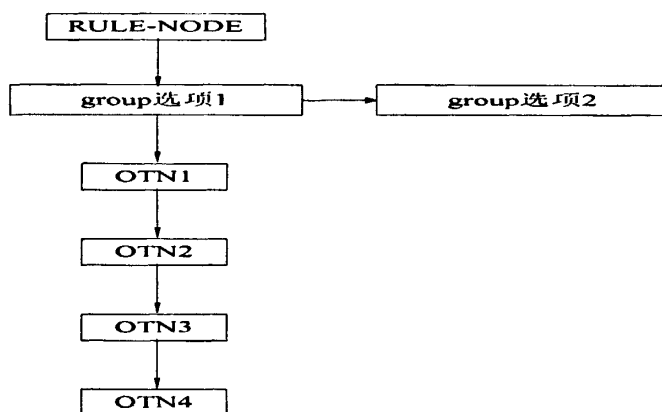 RULE-NODE
group选项1
group选项2
OTN1
OTN2
OTN3
OTN4